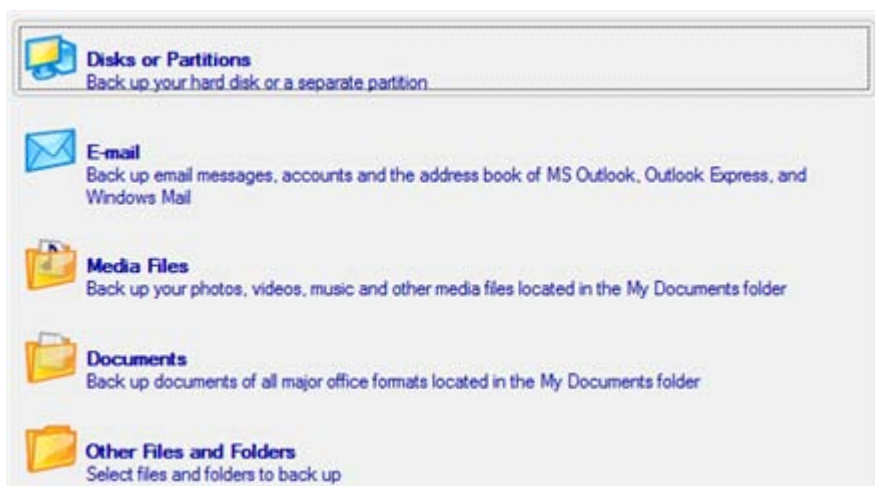 Disks or Partitions
Back up your hard disk or a separate partition
E-mail
Back up email messages, accounts and the address book of MS Outlook, Outlook Express, and
Windows Mail
Media Files
Back up your photos, videos, music and other media files located in the My Documents folder
Documents
Back up documents of all major office formats located in the My Documents folder
Other Files and Folders
Select files and folders to back up